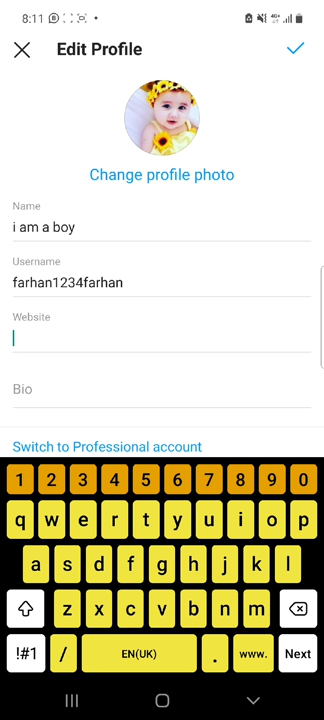 8:11
Edit Profile
Change profile photo
Name
i am a boy
Username
farhan1234farhan
Website
Bio
Switch to Professional account
1 2 3 4 5 6 7 8 9 0
q w e r t y u i o p
a s d f g h j k l
z x c v b n m
!#1 / EN(UK) . www. Next